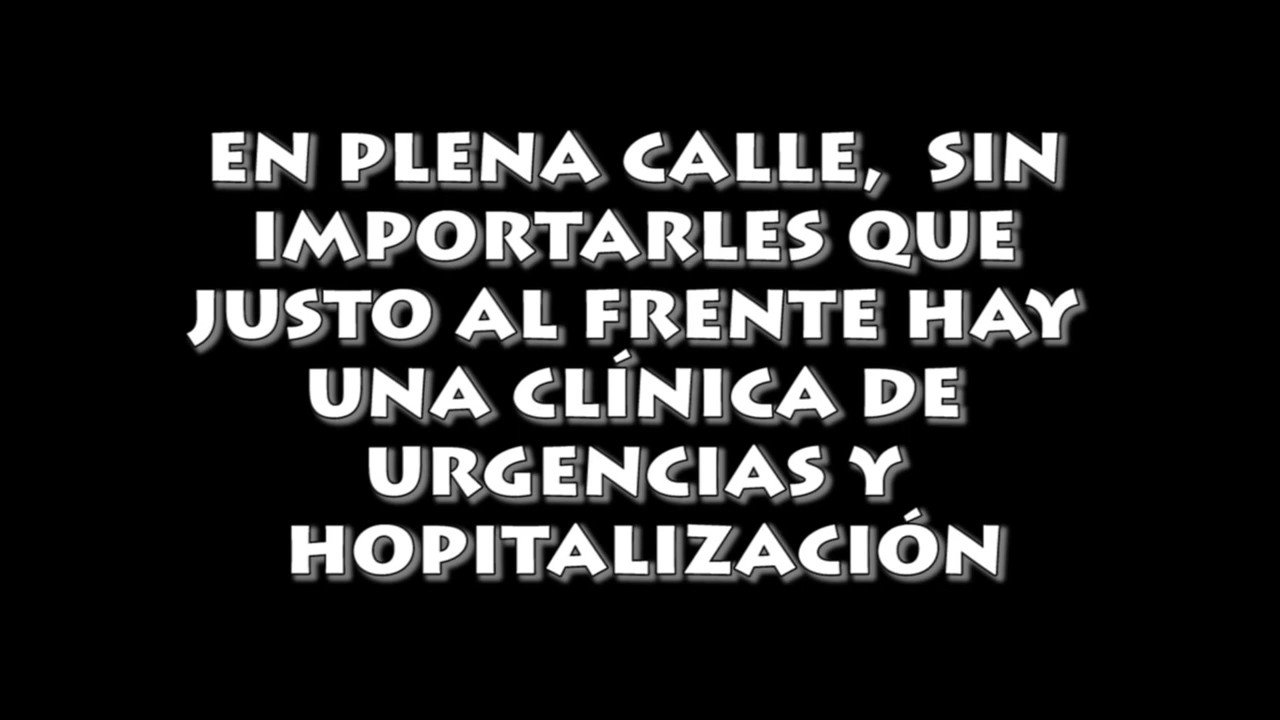 EN PLENA CALLE,  SIN
IMPORTARLES QUE
JUSTO AL FRENTE HAY
UNA CLÍNICA DE
URGENCIAS Y
HOPITALIZACIÓN